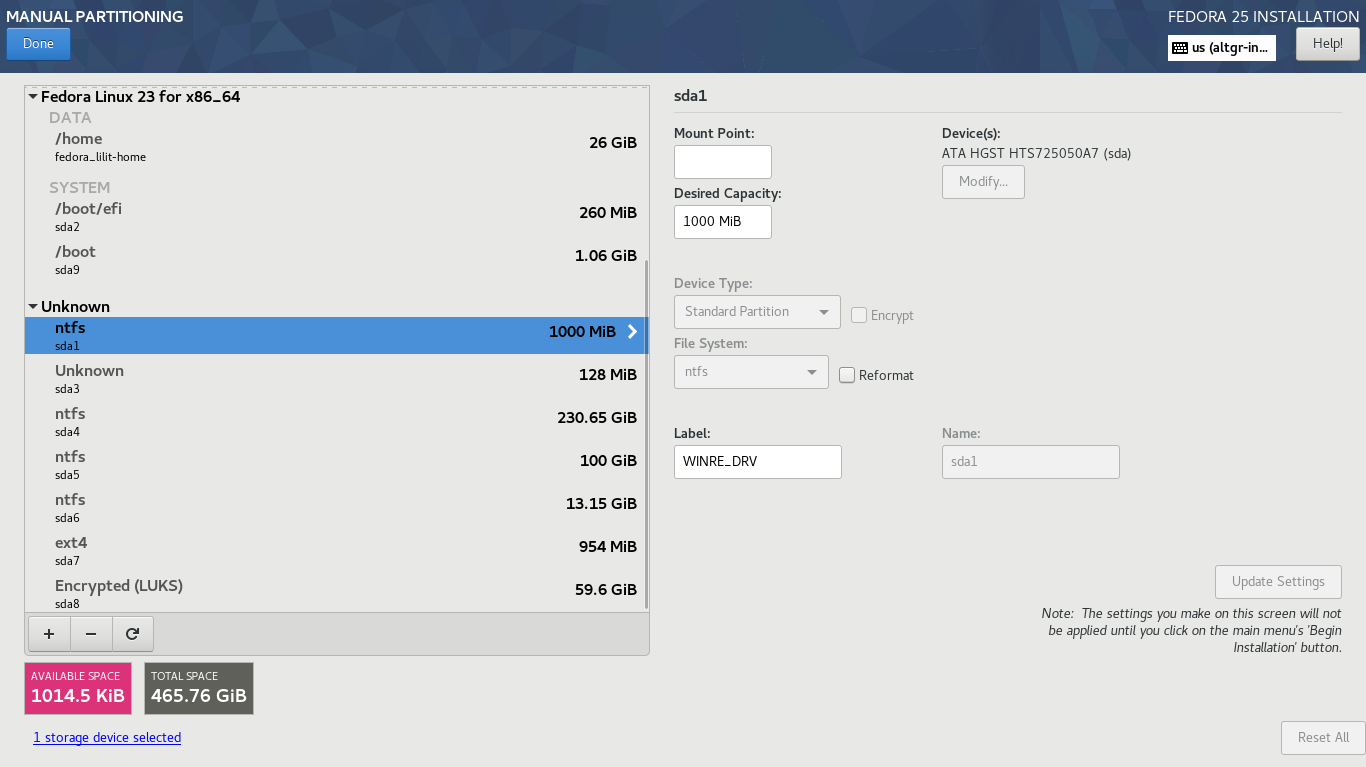 MANUAL PARTITIONING
FEDORA 25 INSTALLATION
Done
us (altgr-in...
Help!
Fedora Linux 23 for x86_64
DATA
/home
26 GiB
fedora_lilit-home
SYSTEM
/boot/efi
260 MiB
sda2
/boot
1.06 GiB
sda9
Unknown
ntfs
1000 MiB
sda1
Unknown
128 MiB
sda3
ntfs
230.65 GiB
sda4
ntfs
100 GiB
sda5
ntfs
13.15 GiB
sda6
ext4
954 MiB
sda7
Encrypted (LUKS)
59.6 GiB
sda8
AVAILABLE SPACE
1014.5 KiB
TOTAL SPACE
465.76 GiB
1 storage device selected
sda1
Mount Point:
Device(s):
ATA HGST HTS725050A7 (sda)
Modify...
Desired Capacity:
1000 MiB
Device Type:
Standard Partition
Encrypt
File System:
ntfs
Reformat
Label:
Name:
WINRE_DRV
sda1
Update Settings
Note:  The settings you make on this screen will not
be applied until you click on the main menu's 'Begin
Installation' button.
Reset All